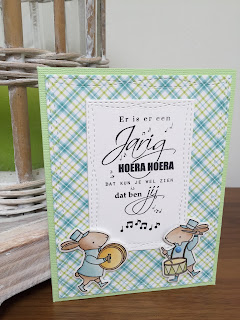 Er is er een
Jarig
HOERA HOERA
DAT KUN JE WEL ZIEN
dat ben jij